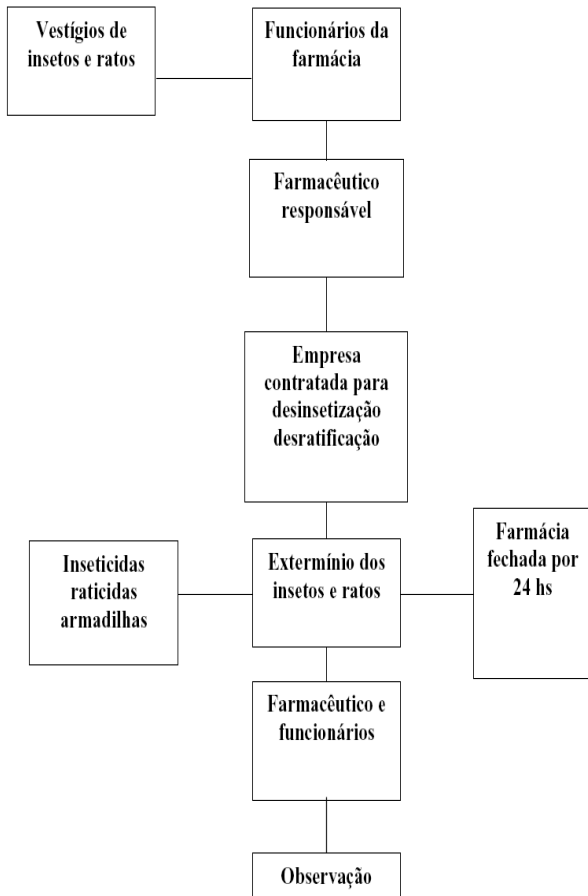 Vestígios de
insetos e ratos
Funcionários da
farmácia
Farmacêutico
responsável
Empresa
contratada para
desinsetização
desratificação
Inseticidas
raticidas
armadilhas
Extermínio dos
insetos e ratos
Farmácia
fechada por
24 hs
Farmacêutico e
funcionários
Observação